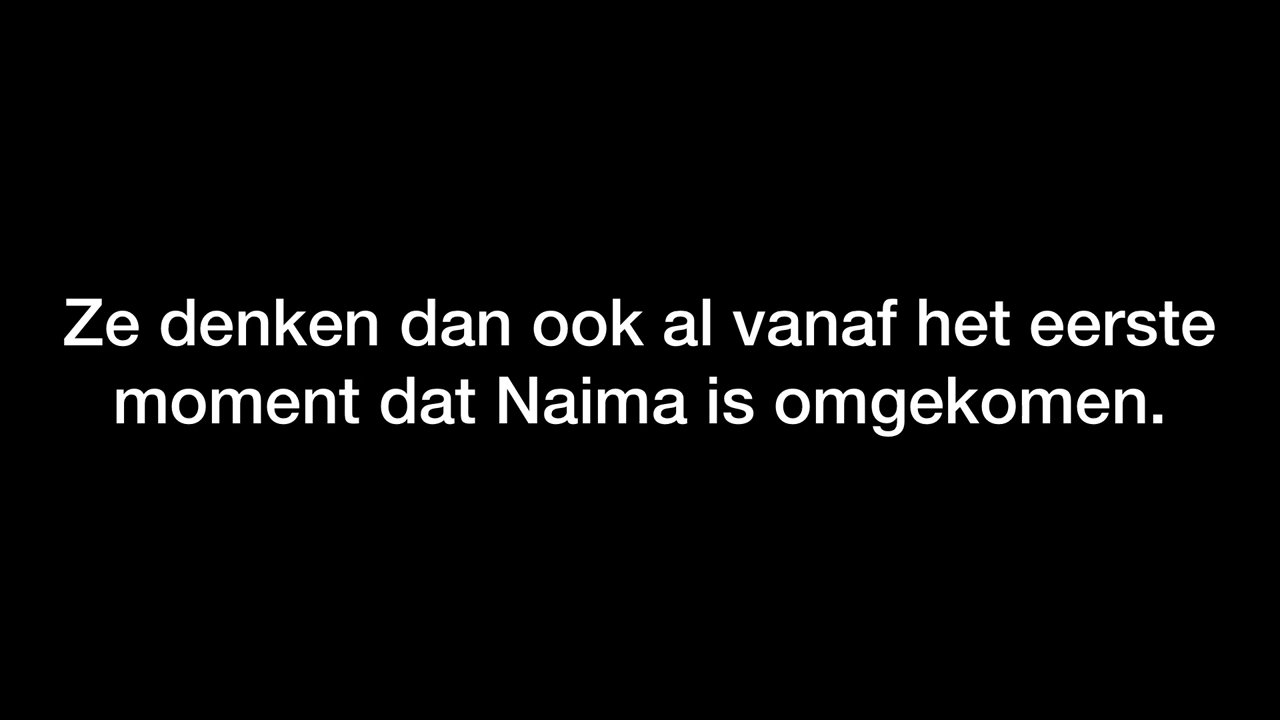 Ze denken dan ook al vanaf het eerste
moment dat Naima is omgekomen.